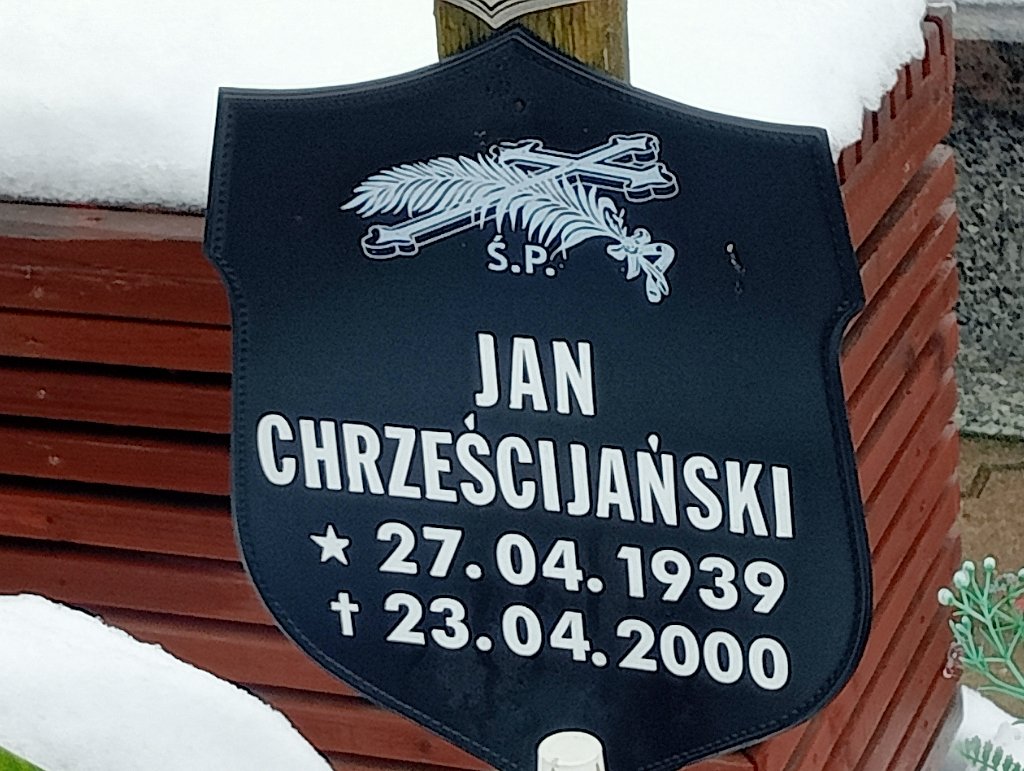 Ś.P.
JAN
CHRZEŚCIJAŃSKI
★ 27.04.1939
✝ 23.04.2000